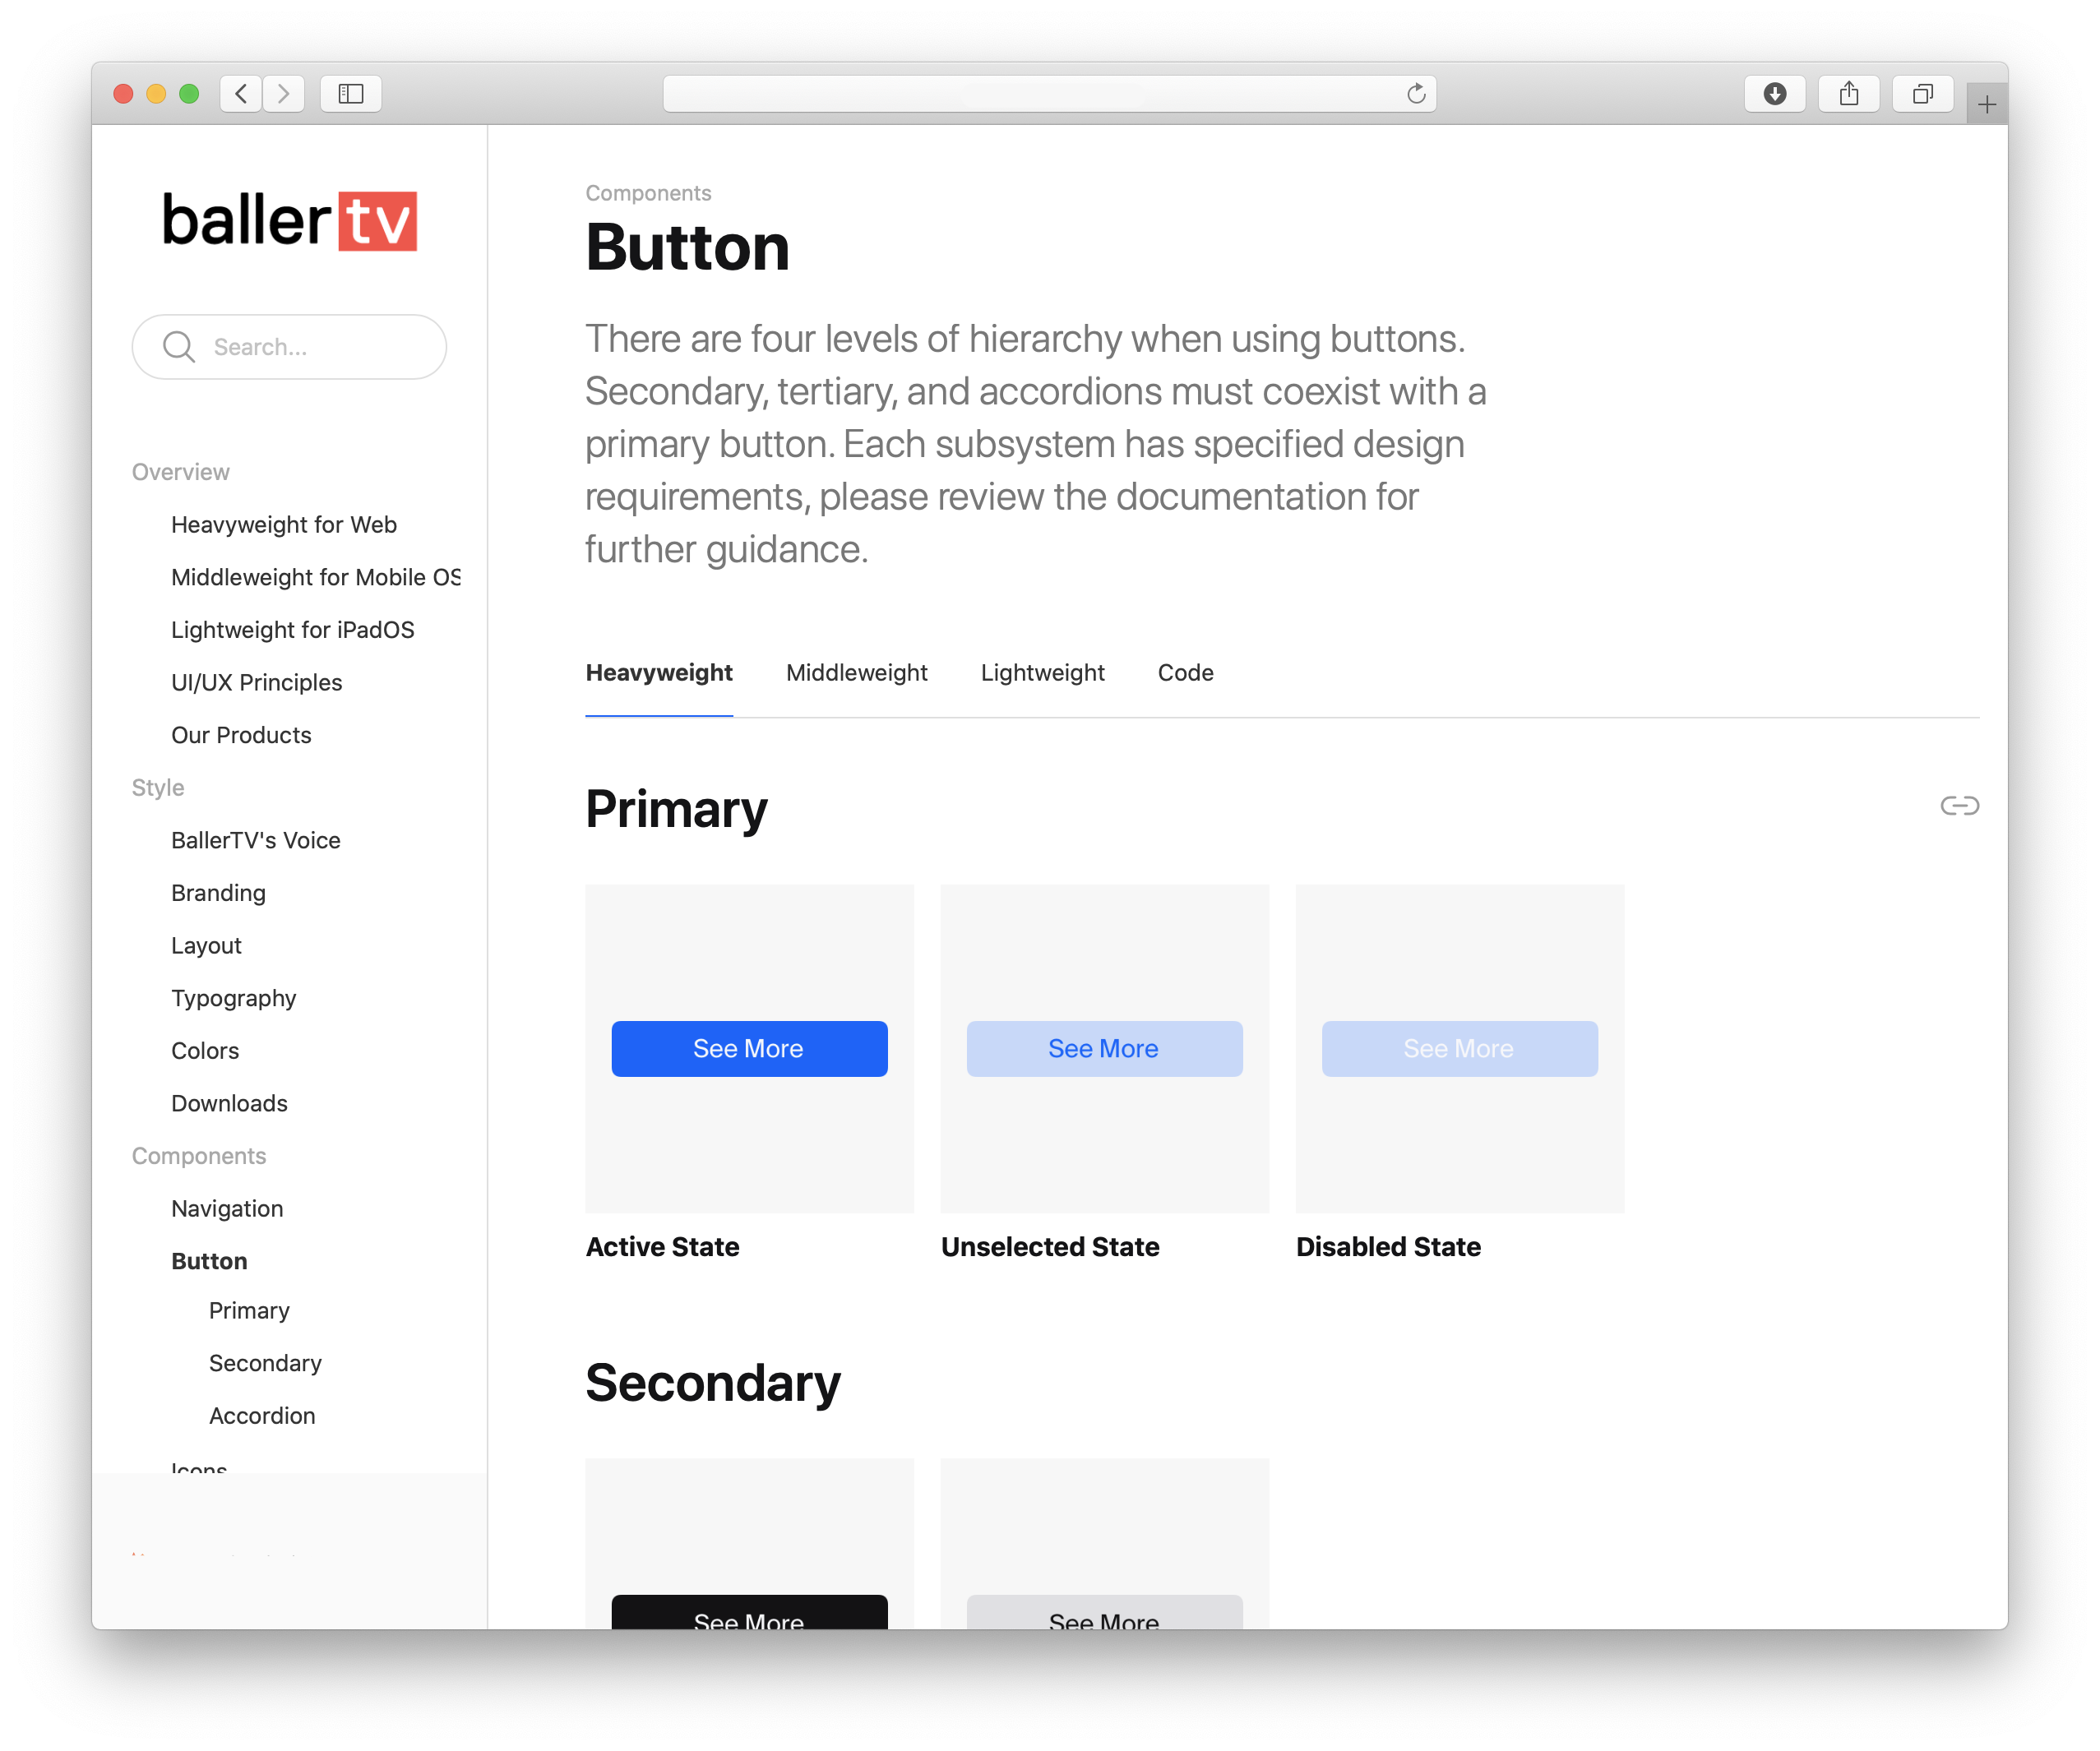 ballertv
Search...
Overview
Heavyweight for Web
Middleweight for Mobile OS
Lightweight for iPadOS
UI/UX Principles
Our Products
Style
BallerTV's Voice
Branding
Layout
Typography
Colors
Downloads
Components
Navigation
Button
Primary
Secondary
Accordion
Icons
Components
Button
There are four levels of hierarchy when using buttons.
Secondary, tertiary, and accordions must coexist with a
primary button. Each subsystem has specified design
requirements, please review the documentation for
further guidance.
Heavyweight Middleweight Lightweight Code
Primary
See More See More See More
Active State Unselected State Disabled State
Secondary
See More See More